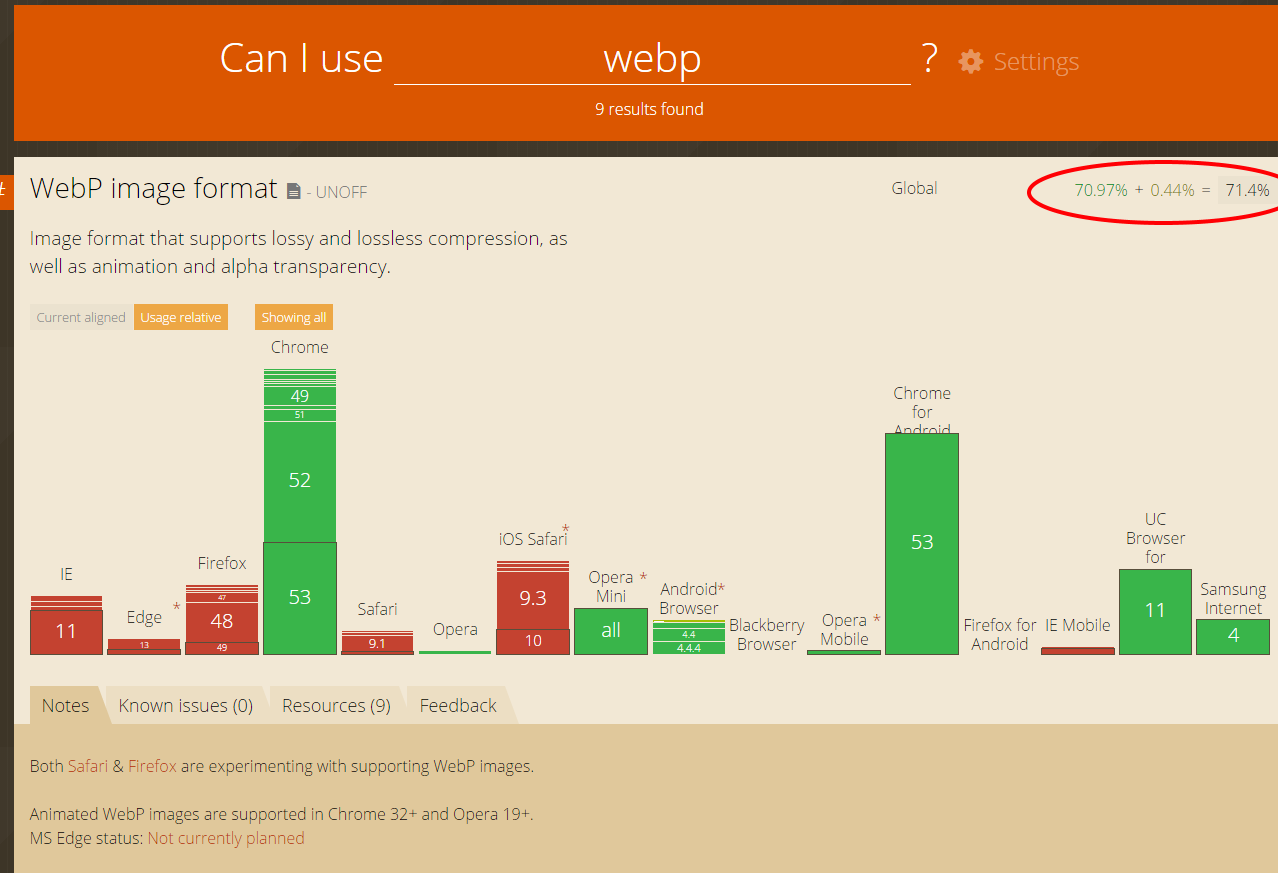 Can I use webp ? Settings
9 results found
WebP image format - UNOFF
Global 70.97% + 0.44% = 71.4%
Image format that supports lossy and lossless compression, as
well as animation and alpha transparency.
Current aligned Usage relative Showing all
IE
11
Edge *
13
Firefox
47
48
49
Chrome
49
51
52
53
Safari
9.1
Opera
iOS Safari *
9.3
10
Opera
Mini *
all
Android
Browser *
4.4
4.4.4
Blackberry
Browser
Opera
Mobile *
Chrome
for
Android
53
Firefox for
Android
IE Mobile
UC
Browser
for
11
Samsung
Internet
4
Notes Known issues (0) Resources (9) Feedback
Both Safari & Firefox are experimenting with supporting WebP images.
Animated WebP images are supported in Chrome 32+ and Opera 19+.
MS Edge status: Not currently planned